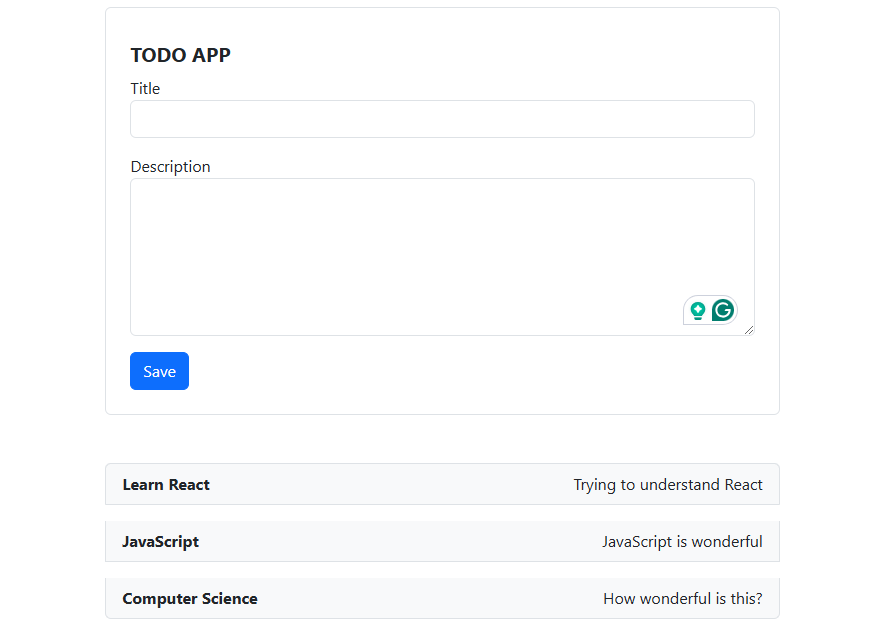 TODO APP
Title
Description
Save
Learn React Trying to understand React
JavaScript JavaScript is wonderful
Computer Science How wonderful is this?